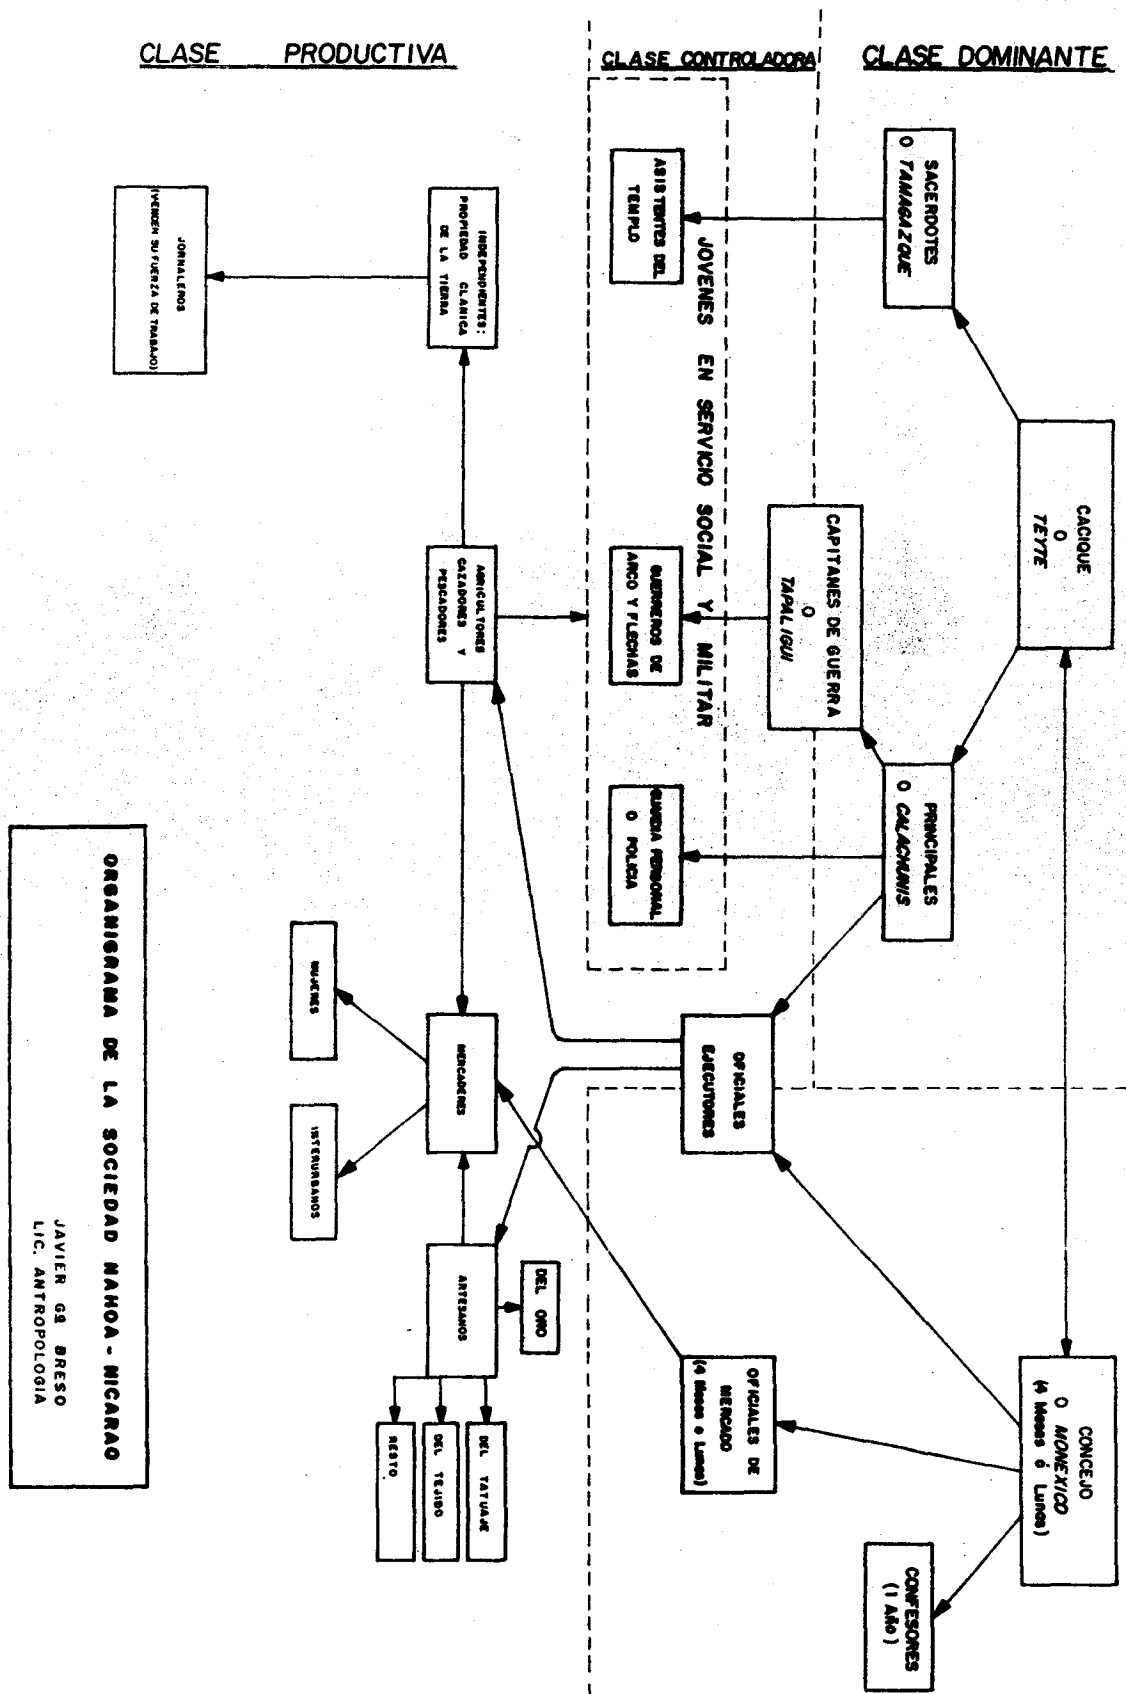 CLASE DOMINANTE
CLASE CONTROLADORA
CLASE PRODUCTIVA
CACIQUE
O
TEYTE
CONCEJO
O MONEXICO
(4 Meses ó Lunas)
SACERDOTES
O TAMAGAZQUE
PRINCIPALES
O CALACHUNIS
CONFESORES
(1 Año)
CAPITANES DE GUERRA
O
TAPALIGUI
OFICIALES
EJECUTORES
OFICIALES DE
MERCADO
(4 Meses o Lunas)
JOVENES EN SERVICIO SOCIAL Y MILITAR
ASISTENTES DEL
TEMPLO
GUERREROS DE
ARCO Y FLECHAS
GUARDIA PERSONAL
O POLICIA
INDEPENDIENTES:
PROPIEDAD CLANICA
DE LA TIERRA
AGRICULTORES
CAZADORES Y
PESCADORES
MERCADERES
ARTESANOS
DEL ORO
DEL TATUAJE
DEL TEJIDO
RESTO
MUJERES
INTERURBANOS
JORNALEROS
(VENDEN SU FUERZA DE TRABAJO)
ORGANIGRAMA DE LA SOCIEDAD NAHOA - NICARAO
JAVIER Gª BRESO
LIC. ANTROPOLOGIA